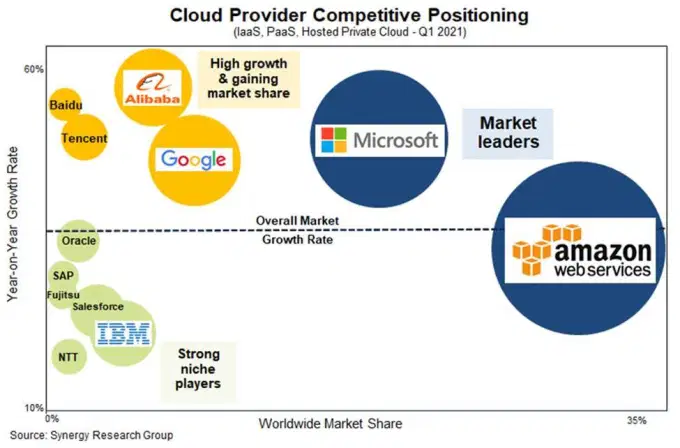 Cloud Provider Competitive Positioning
(IaaS, PaaS, Hosted Private Cloud - Q1 2021)
60%
Year-on-Year Growth Rate
10%
Baidu
Tencent
Alibaba
Google
High growth
& gaining
market share
Microsoft
Market
leaders
Overall Market
Growth Rate
amazon
web services
Oracle
SAP
Fujitsu
Salesforce
IBM
NTT
Strong
niche
players
0%
Worldwide Market Share
35%
Source: Synergy Research Group